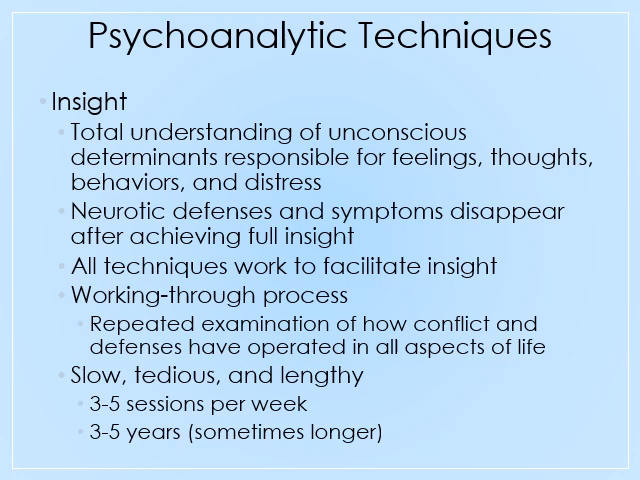 Psychoanalytic Techniques
• Insight
• Total understanding of unconscious
determinants responsible for feelings, thoughts,
behaviors, and distress
• Neurotic defenses and symptoms disappear
after achieving full insight
• All techniques work to facilitate insight
• Working-through process
• Repeated examination of how conflict and
defenses have operated in all aspects of life
• Slow, tedious, and lengthy
• 3-5 sessions per week
• 3-5 years (sometimes longer)